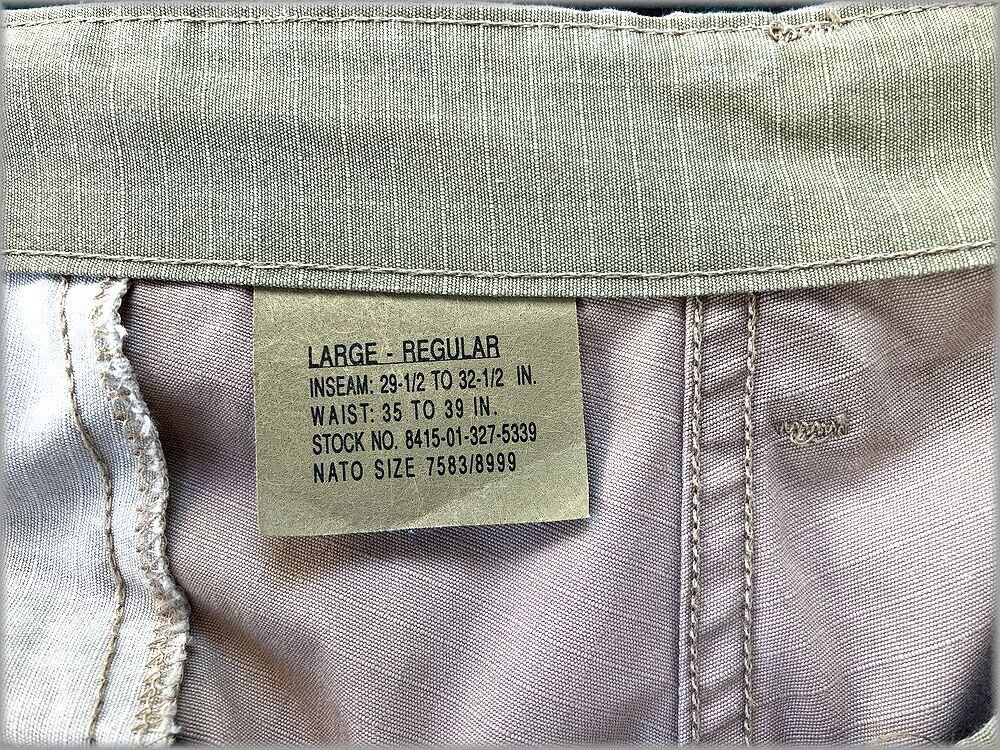 LARGE - REGULAR
INSEAM: 29-1/2 TO 32-1/2 IN.
WAIST: 35 TO 39 IN.
STOCK NO. 8415-01-327-5339
NATO SIZE 7583/8999